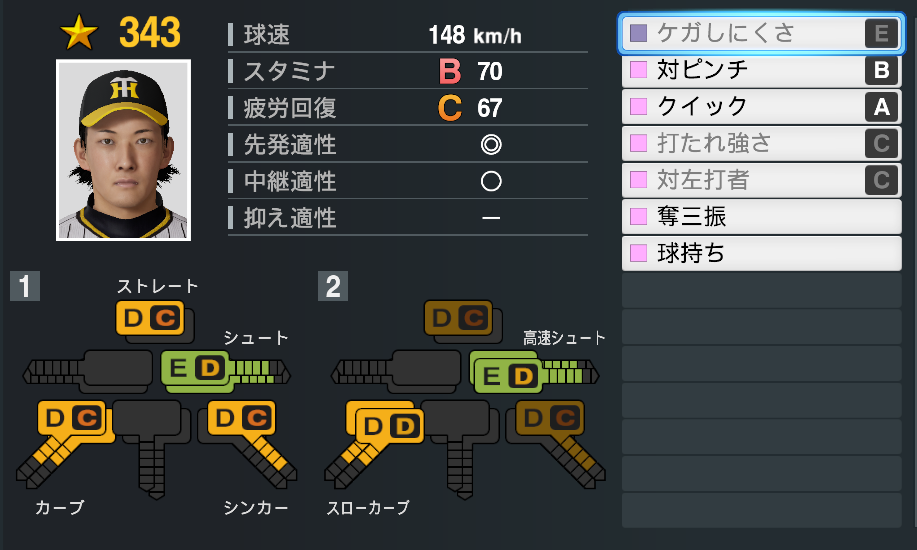 343
球速 148 km/h
スタミナ B 70
疲労回復 C 67
先発適性 ◎
中継適性 ○
抑え適性 ―
ケガしにくさ E
対ピンチ B
クイック A
打たれ強さ C
対左打者 C
奪三振
球持ち
1
ストレート
D C
シュート
E D
D C
D C
カーブ
シンカー
2
D C
高速シュート
E D
D D
D C
スローカーブ